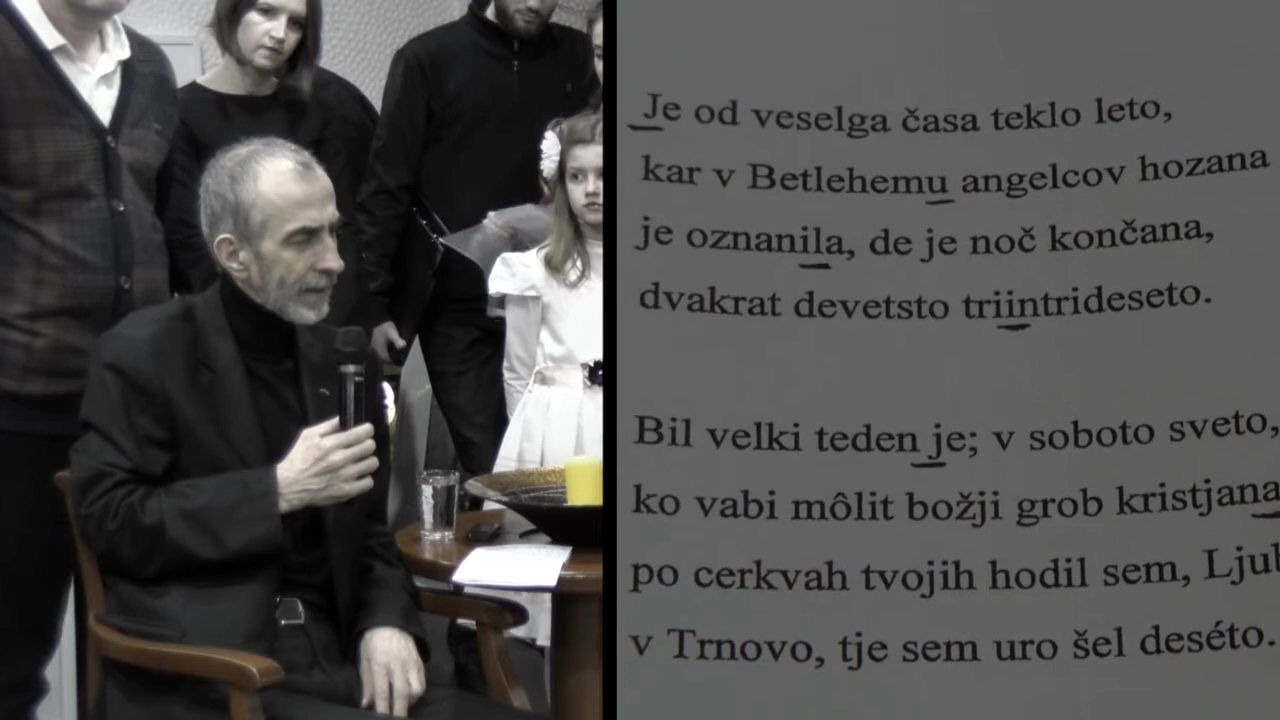 Je od veselga časa teklo leto,
kar v Betlehemu angelcov hozana
je oznanila, de je noč končana,
dvakrat devetsto triintrideseto.
Bil velki teden je; v soboto sveto,
ko vabi môlit božji grob kristjana
po cerkvah tvojih hodil sem,
v Trnovo, tje sem uro šel deséto.